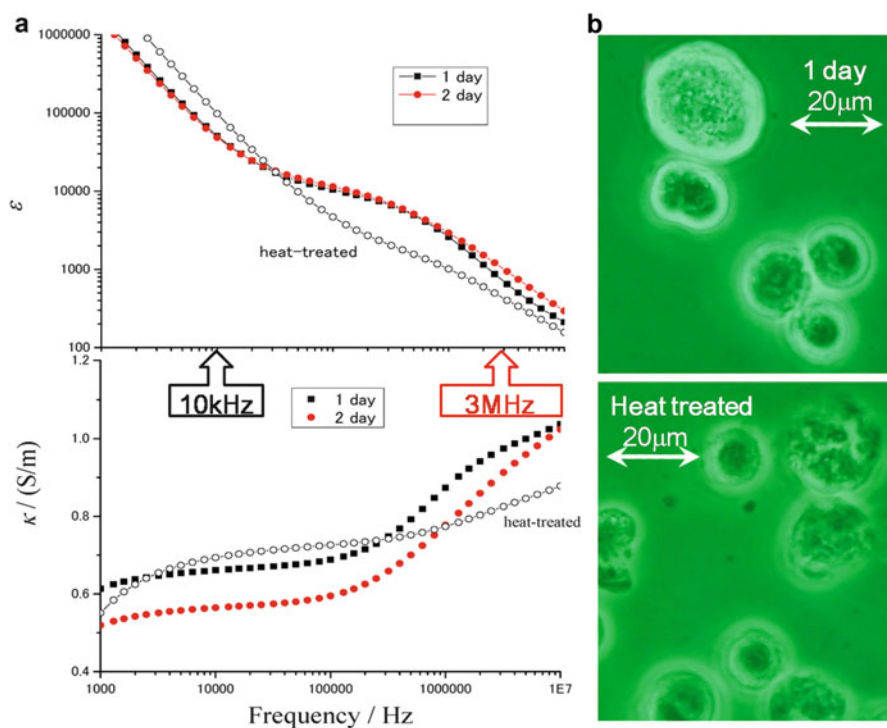 a
1000000
100000
10000
1000
100
ε
1 day
2 day
heat-treated
1.2
1.0
0.8
0.6
0.4
κ / (S/m)
10kHz
3MHz
1 day
2 day
heat-treated
1000
10000
100000
1000000
1E7
Frequency / Hz
b
1 day
20μm
Heat treated
20μm